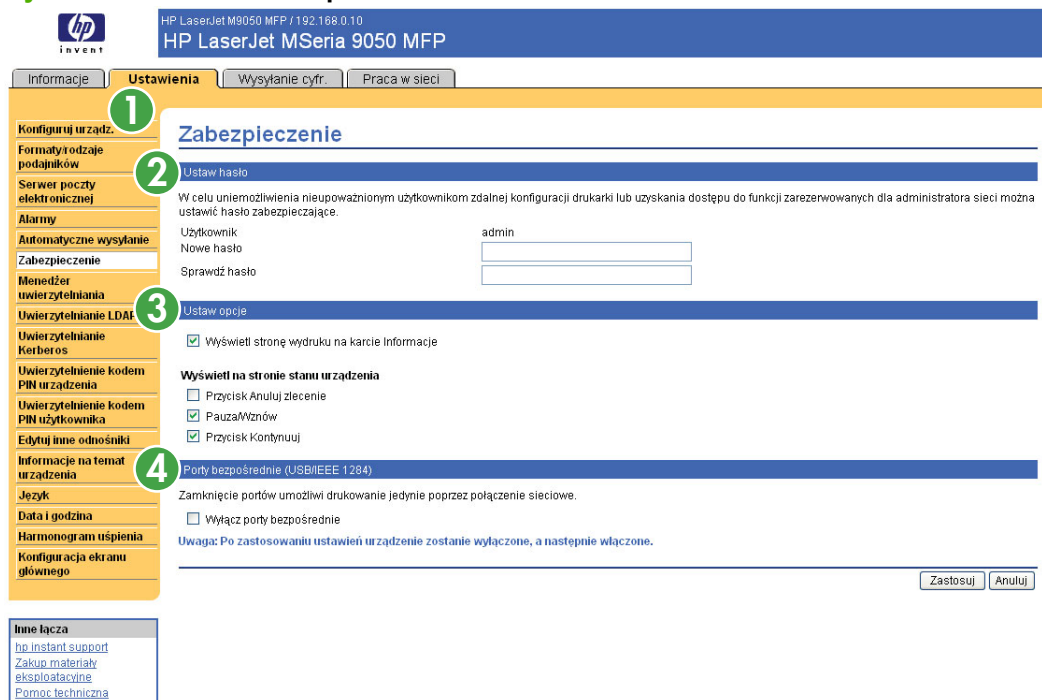 hp
invent
HP LaserJet M9050 MFP / 192.168.0.10
HP LaserJet MSeria 9050 MFP
Informacje
Ustawienia
Wysyłanie cyfr.
Praca w sieci
1
Konfiguruj urządz.
Formaty/rodzaje
podajników
Serwer poczty
elektronicznej
Alarmy
Automatyczne wysyłanie
Zabezpieczenie
Menedżer
uwierzytelniania
Uwierzytelnianie LDAP
Uwierzytelnianie
Kerberos
Uwierzytelnienie kodem
PIN urządzenia
Uwierzytelnienie kodem
PIN użytkownika
Edytuj inne odnośniki
Informacje na temat
urządzenia
Język
Data i godzina
Harmonogram uśpienia
Konfiguracja ekranu
głównego
Inne łącza
hp instant support
Zakup materiały
eksploatacyjne
Pomoc techniczna
Zabezpieczenie
2
Ustaw hasło
W celu uniemożliwienia nieupoważnionym użytkownikom zdalnej konfiguracji drukarki lub uzyskania dostępu do funkcji zarezerwowanych dla administratora sieci można
ustawić hasło zabezpieczające.
Użytkownik admin
Nowe hasło
Sprawdź hasło
3
Ustaw opcje
Wyświetl stronę wydruku na karcie Informacje
Wyświetl na stronie stanu urządzenia
Przycisk Anuluj zlecenie
Pauza/Wznów
Przycisk Kontynuuj
4
Porty bezpośrednie (USB/IEEE 1284)
Zamknięcie portów umożliwi drukowanie jedynie poprzez połączenie sieciowe.
Wyłącz porty bezpośrednie
Uwaga: Po zastosowaniu ustawień urządzenie zostanie wyłączone, a następnie włączone.
Zastosuj
Anuluj